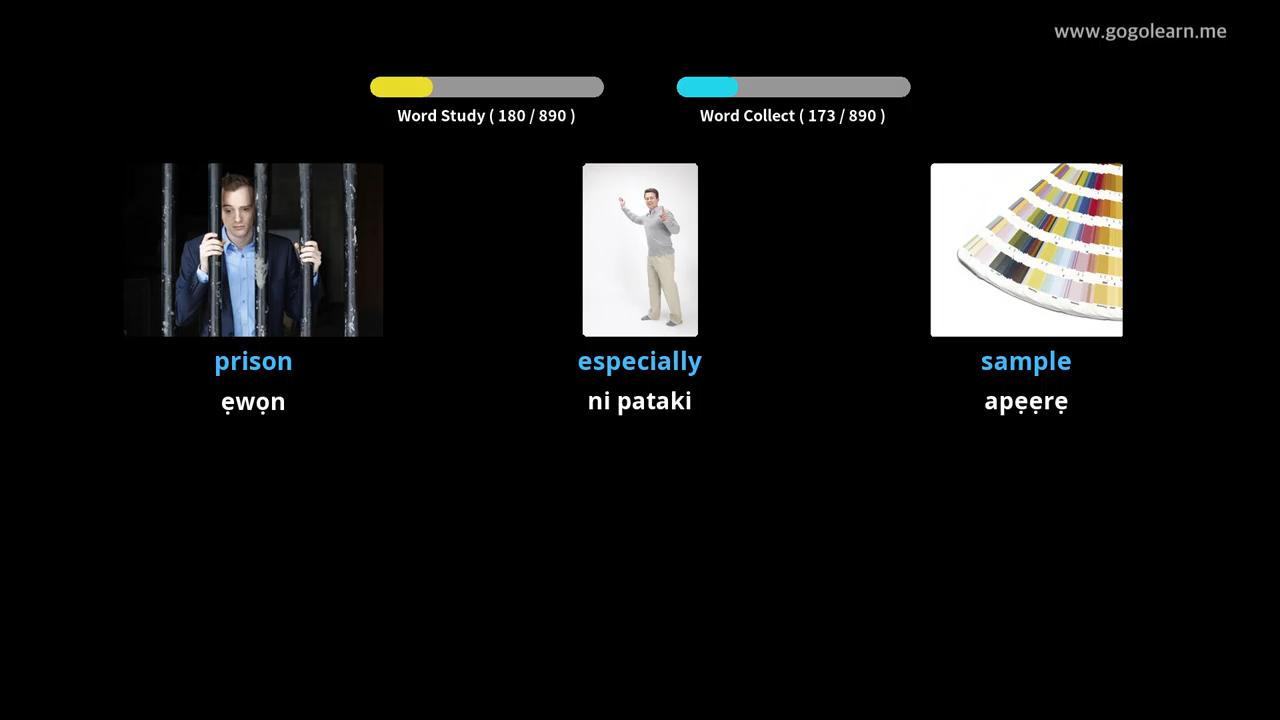 www.gogolearn.me
Word Study ( 180 / 890 )
Word Collect ( 173 / 890 )
prison
especially
sample
ẹwọn
ni pataki
apẹẹrẹ